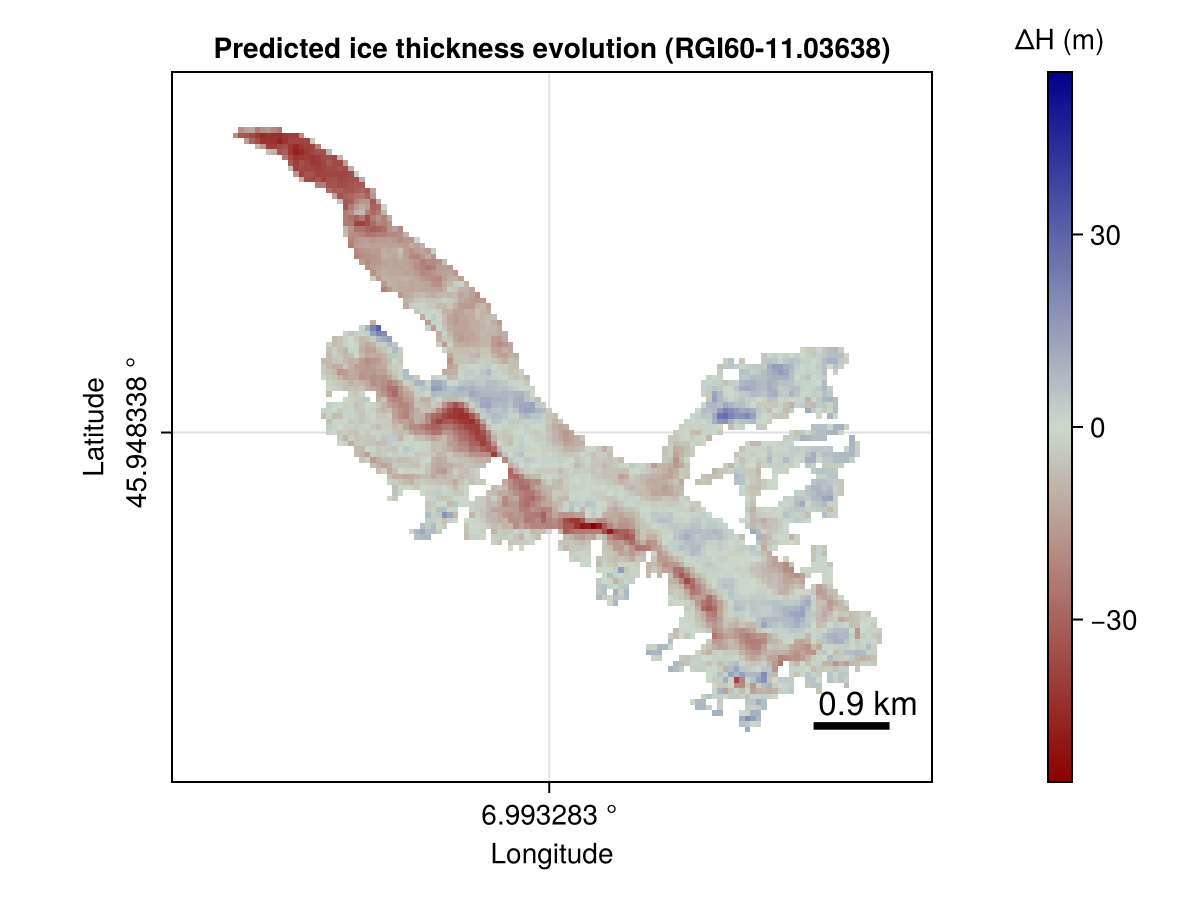 Predicted ice thickness evolution (RGI60-11.03638)
ΔH (m)
30
0
−30
Latitude
45.948338 °
0.9 km
6.993283 °
Longitude